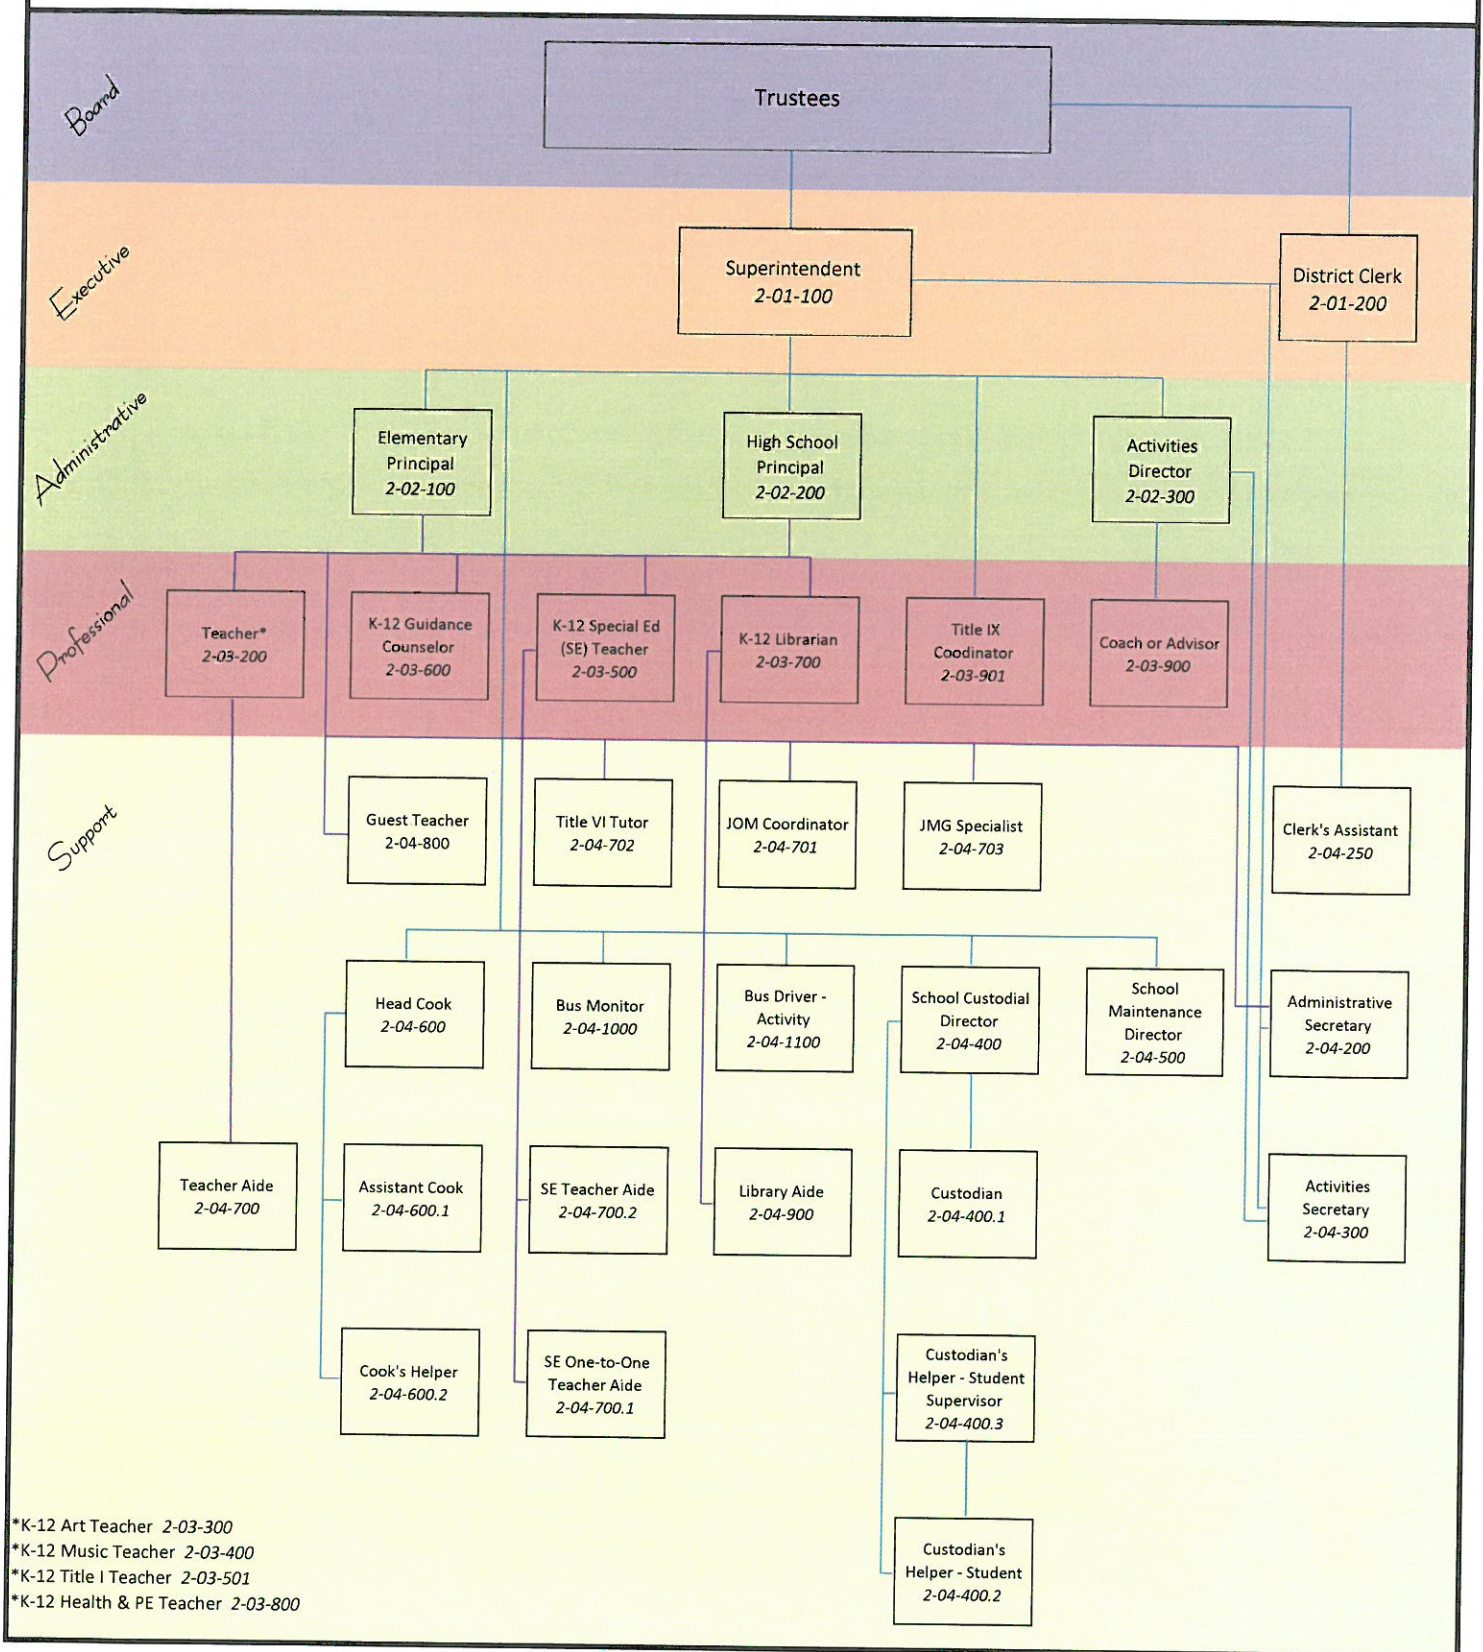 Board
Trustees
Executive
Superintendent
2-01-100
District Clerk
2-01-200
Administrative
Elementary
Principal
2-02-100
High School
Principal
2-02-200
Activities
Director
2-02-300
Professional
Teacher*
2-03-200
K-12 Guidance
Counselor
2-03-600
K-12 Special Ed
(SE) Teacher
2-03-500
K-12 Librarian
2-03-700
Title IX
Coodinator
2-03-901
Coach or Advisor
2-03-900
Support
Guest Teacher
2-04-800
Title VI Tutor
2-04-702
JOM Coordinator
2-04-701
JMG Specialist
2-04-703
Clerk's Assistant
2-04-250
Head Cook
2-04-600
Bus Monitor
2-04-1000
Bus Driver -
Activity
2-04-1100
School Custodial
Director
2-04-400
School
Maintenance
Director
2-04-500
Administrative
Secretary
2-04-200
Teacher Aide
2-04-700
Assistant Cook
2-04-600.1
SE Teacher Aide
2-04-700.2
Library Aide
2-04-900
Custodian
2-04-400.1
Activities
Secretary
2-04-300
Cook's Helper
2-04-600.2
SE One-to-One
Teacher Aide
2-04-700.1
Custodian's
Helper - Student
Supervisor
2-04-400.3
Custodian's
Helper - Student
2-04-400.2
*K-12 Art Teacher 2-03-300
*K-12 Music Teacher 2-03-400
*K-12 Title I Teacher 2-03-501
*K-12 Health & PE Teacher 2-03-800